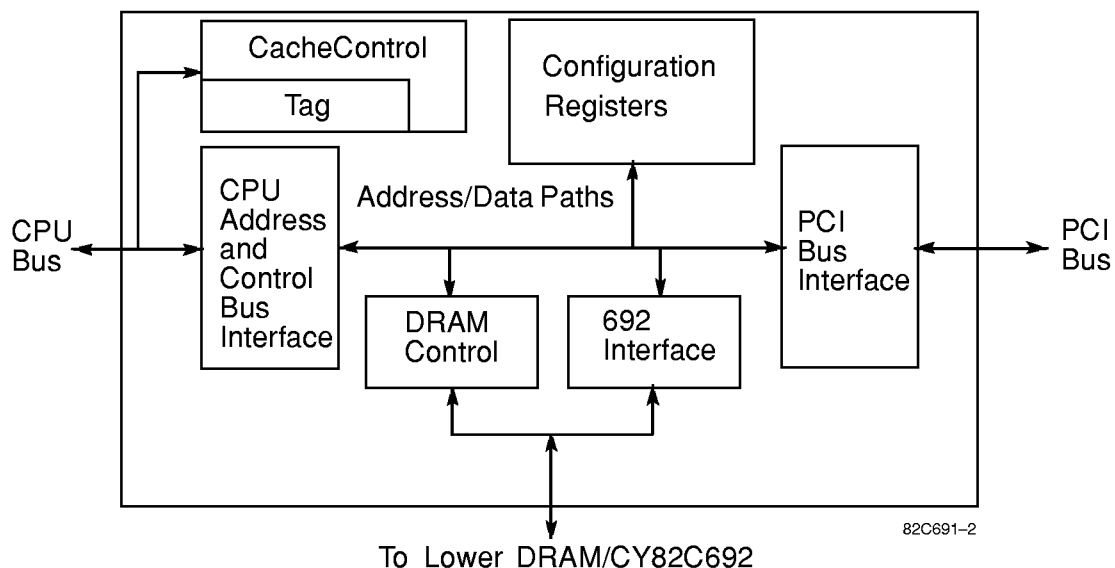 CacheControl
Tag
Configuration
Registers
CPU
Bus
CPU
Address
and
Control
Bus
Interface
Address/Data Paths
DRAM
Control
692
Interface
PCI
Bus
Interface
PCI
Bus
82C691–2
To Lower DRAM/CY82C692